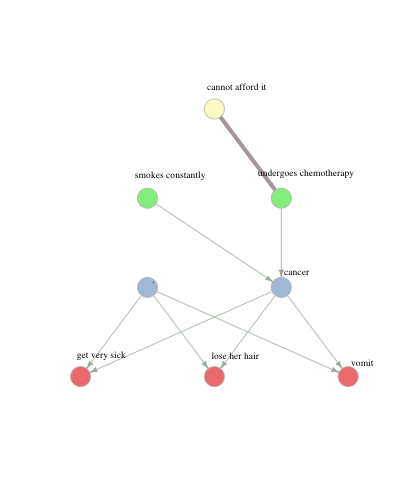 cannot afford it
smokes constantly
undergoes chemotherapy
cancer
get very sick
lose her hair
vomit